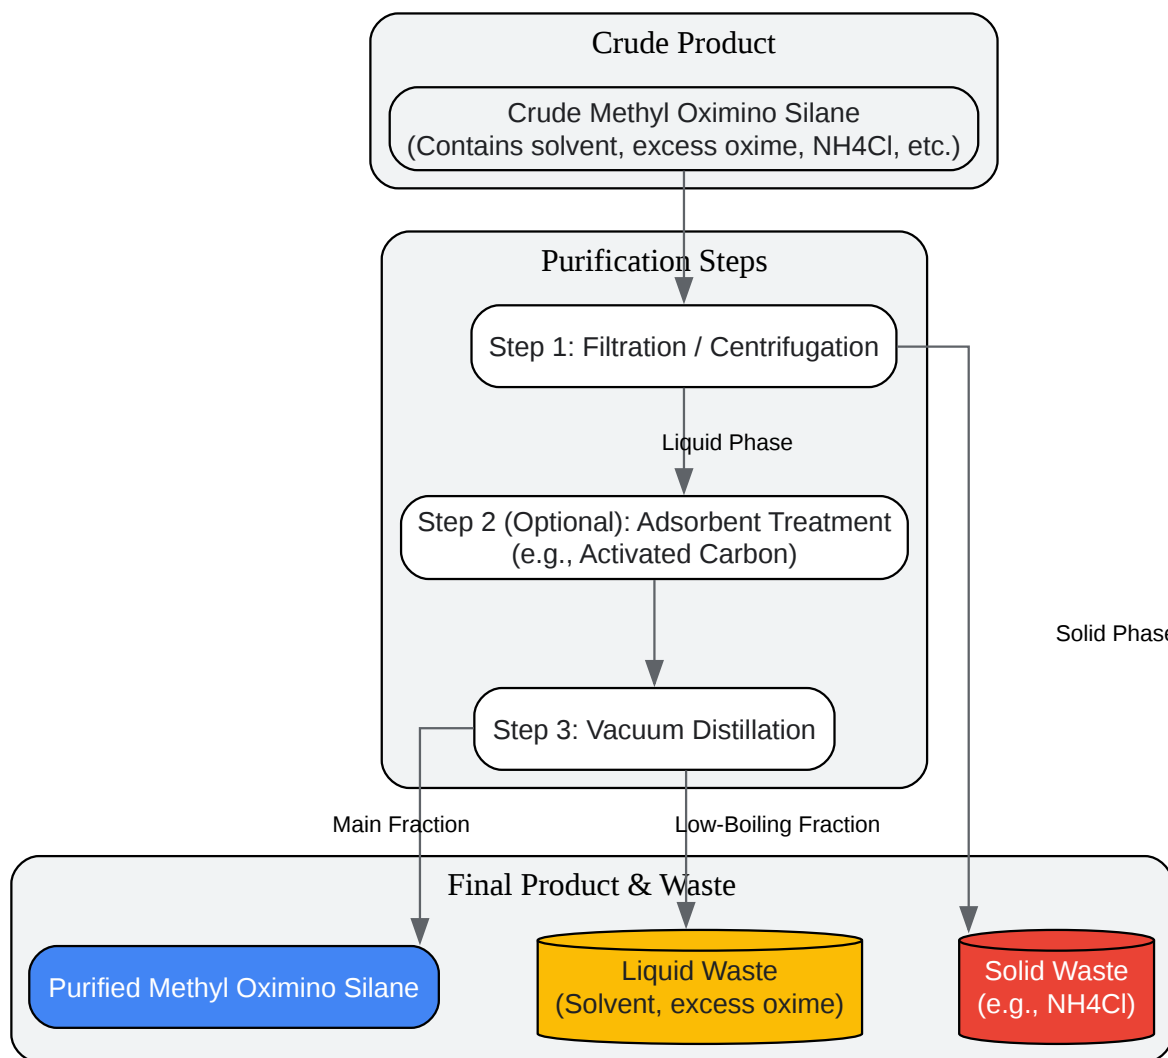 Crude Product
Crude Methyl Oximino Silane
(Contains solvent, excess oxime, NH4Cl, etc.)
Purification Steps
Step 1: Filtration / Centrifugation
Liquid Phase
Step 2 (Optional): Adsorbent Treatment
(e.g., Activated Carbon)
Solid Phase
Step 3: Vacuum Distillation
Main Fraction
Low-Boiling Fraction
Final Product & Waste
Purified Methyl Oximino Silane
Liquid Waste
(Solvent, excess oxime)
Solid Waste
(e.g., NH4Cl)